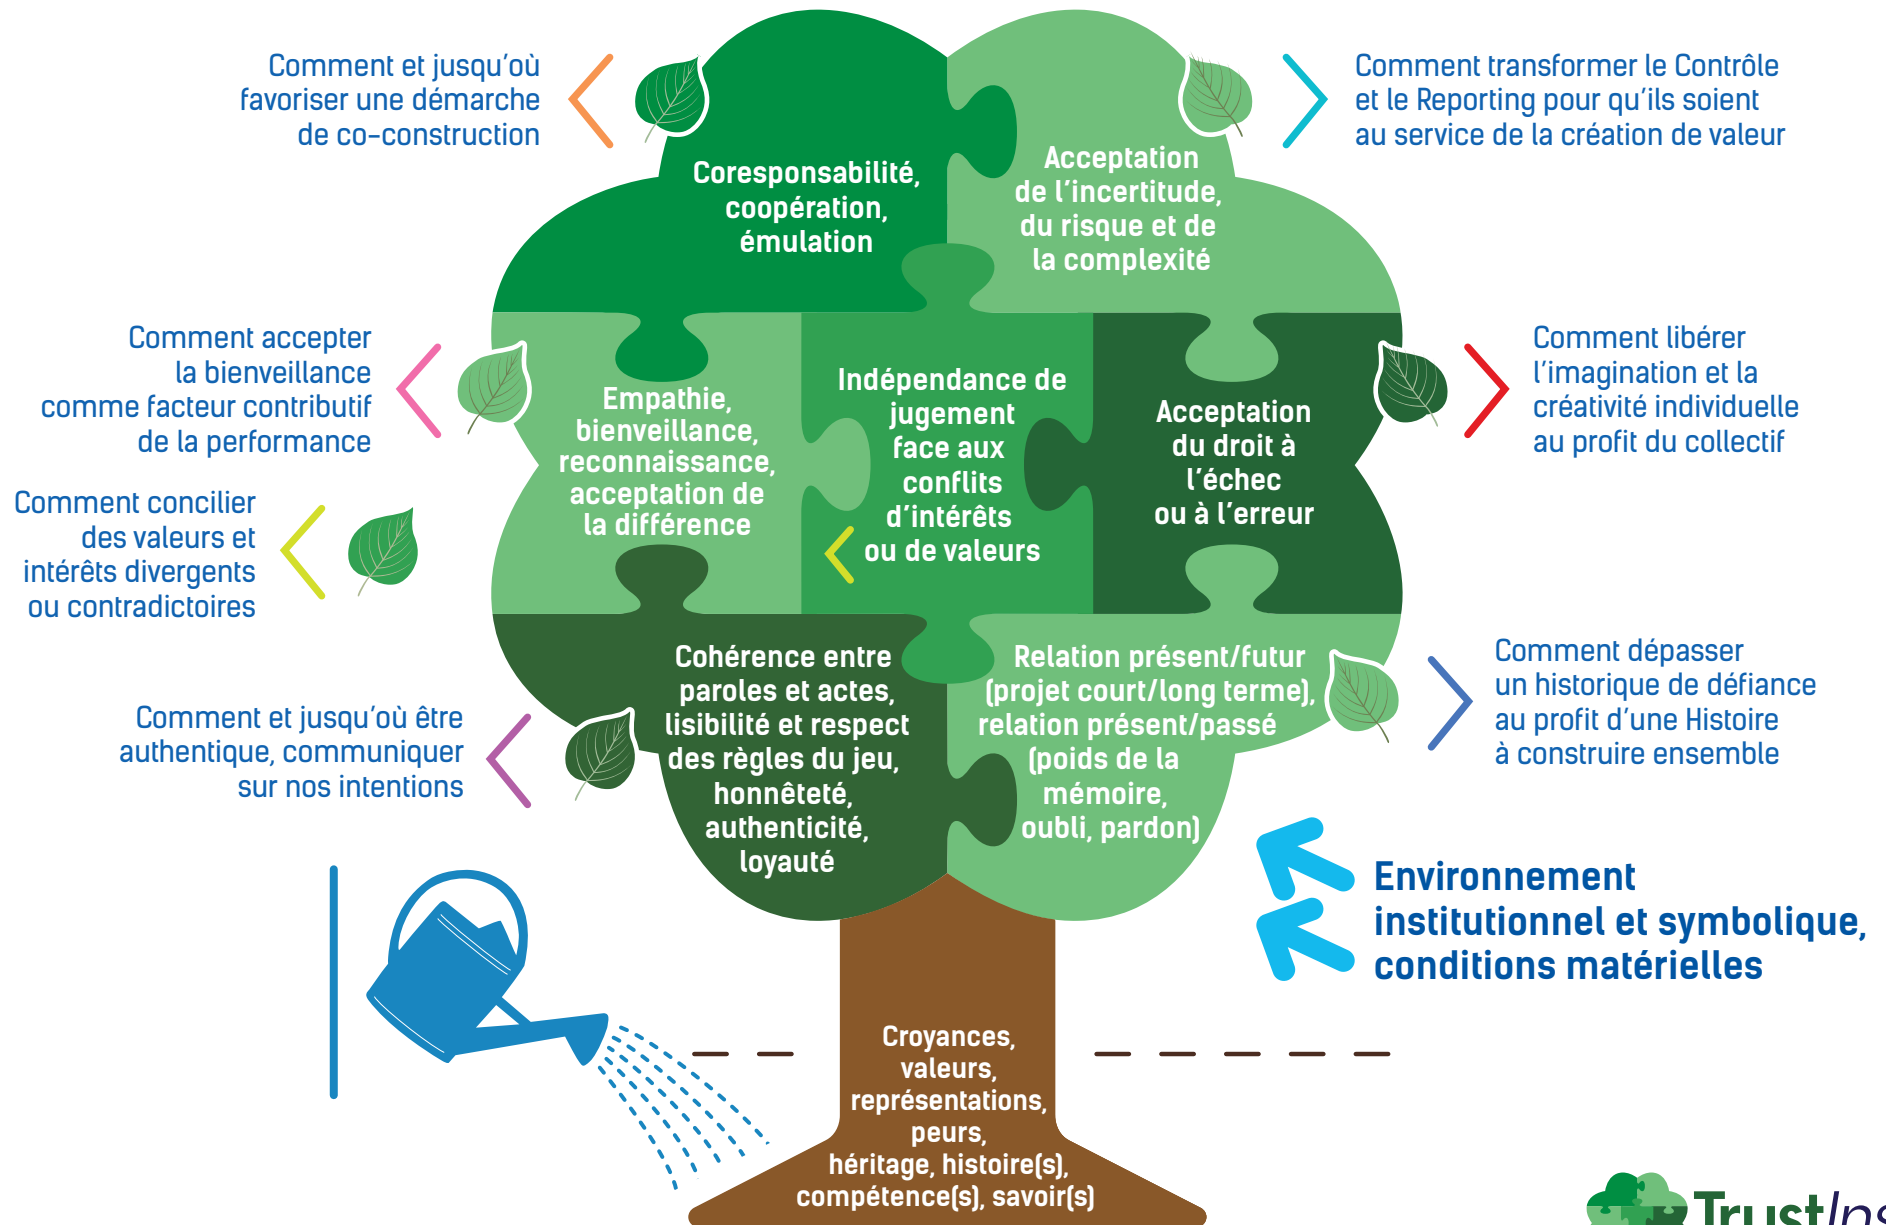 Comment et jusqu'où
favoriser une démarche
de co-construction
Comment transformer le Contrôle
et le Reporting pour qu'ils soient
au service de la création de valeur
Coresponsabilité,
coopération,
émulation
Acceptation
de l'incertitude,
du risque et de
la complexité
Comment accepter
la bienveillance
comme facteur contributif
de la performance
Empathie,
bienveillance,
reconnaissance,
acceptation de
la différence
Indépendance de
jugement
face aux
conflits
d'intérêts
ou de valeurs
Acceptation
du droit à
l'échec
ou à l'erreur
Comment libérer
l'imagination et la
créativité individuelle
au profit du collectif
Comment concilier
des valeurs et
intérêts divergents
ou contradictoires
Comment et jusqu'où être
authentique, communiquer
sur nos intentions
Cohérence entre
paroles et actes,
lisibilité et respect
des règles du jeu,
honnêteté,
authenticité,
loyauté
Relation présent/futur
(projet court/long terme),
relation présent/passé
(poids de la
mémoire,
oubli, pardon)
Comment dépasser
un historique de défiance
au profit d'une Histoire
à construire ensemble
Environnement
institutionnel et symbolique,
conditions matérielles
Croyances,
valeurs,
représentations,
peurs,
héritage, histoire(s),
compétence(s), savoir(s)
TrustIns